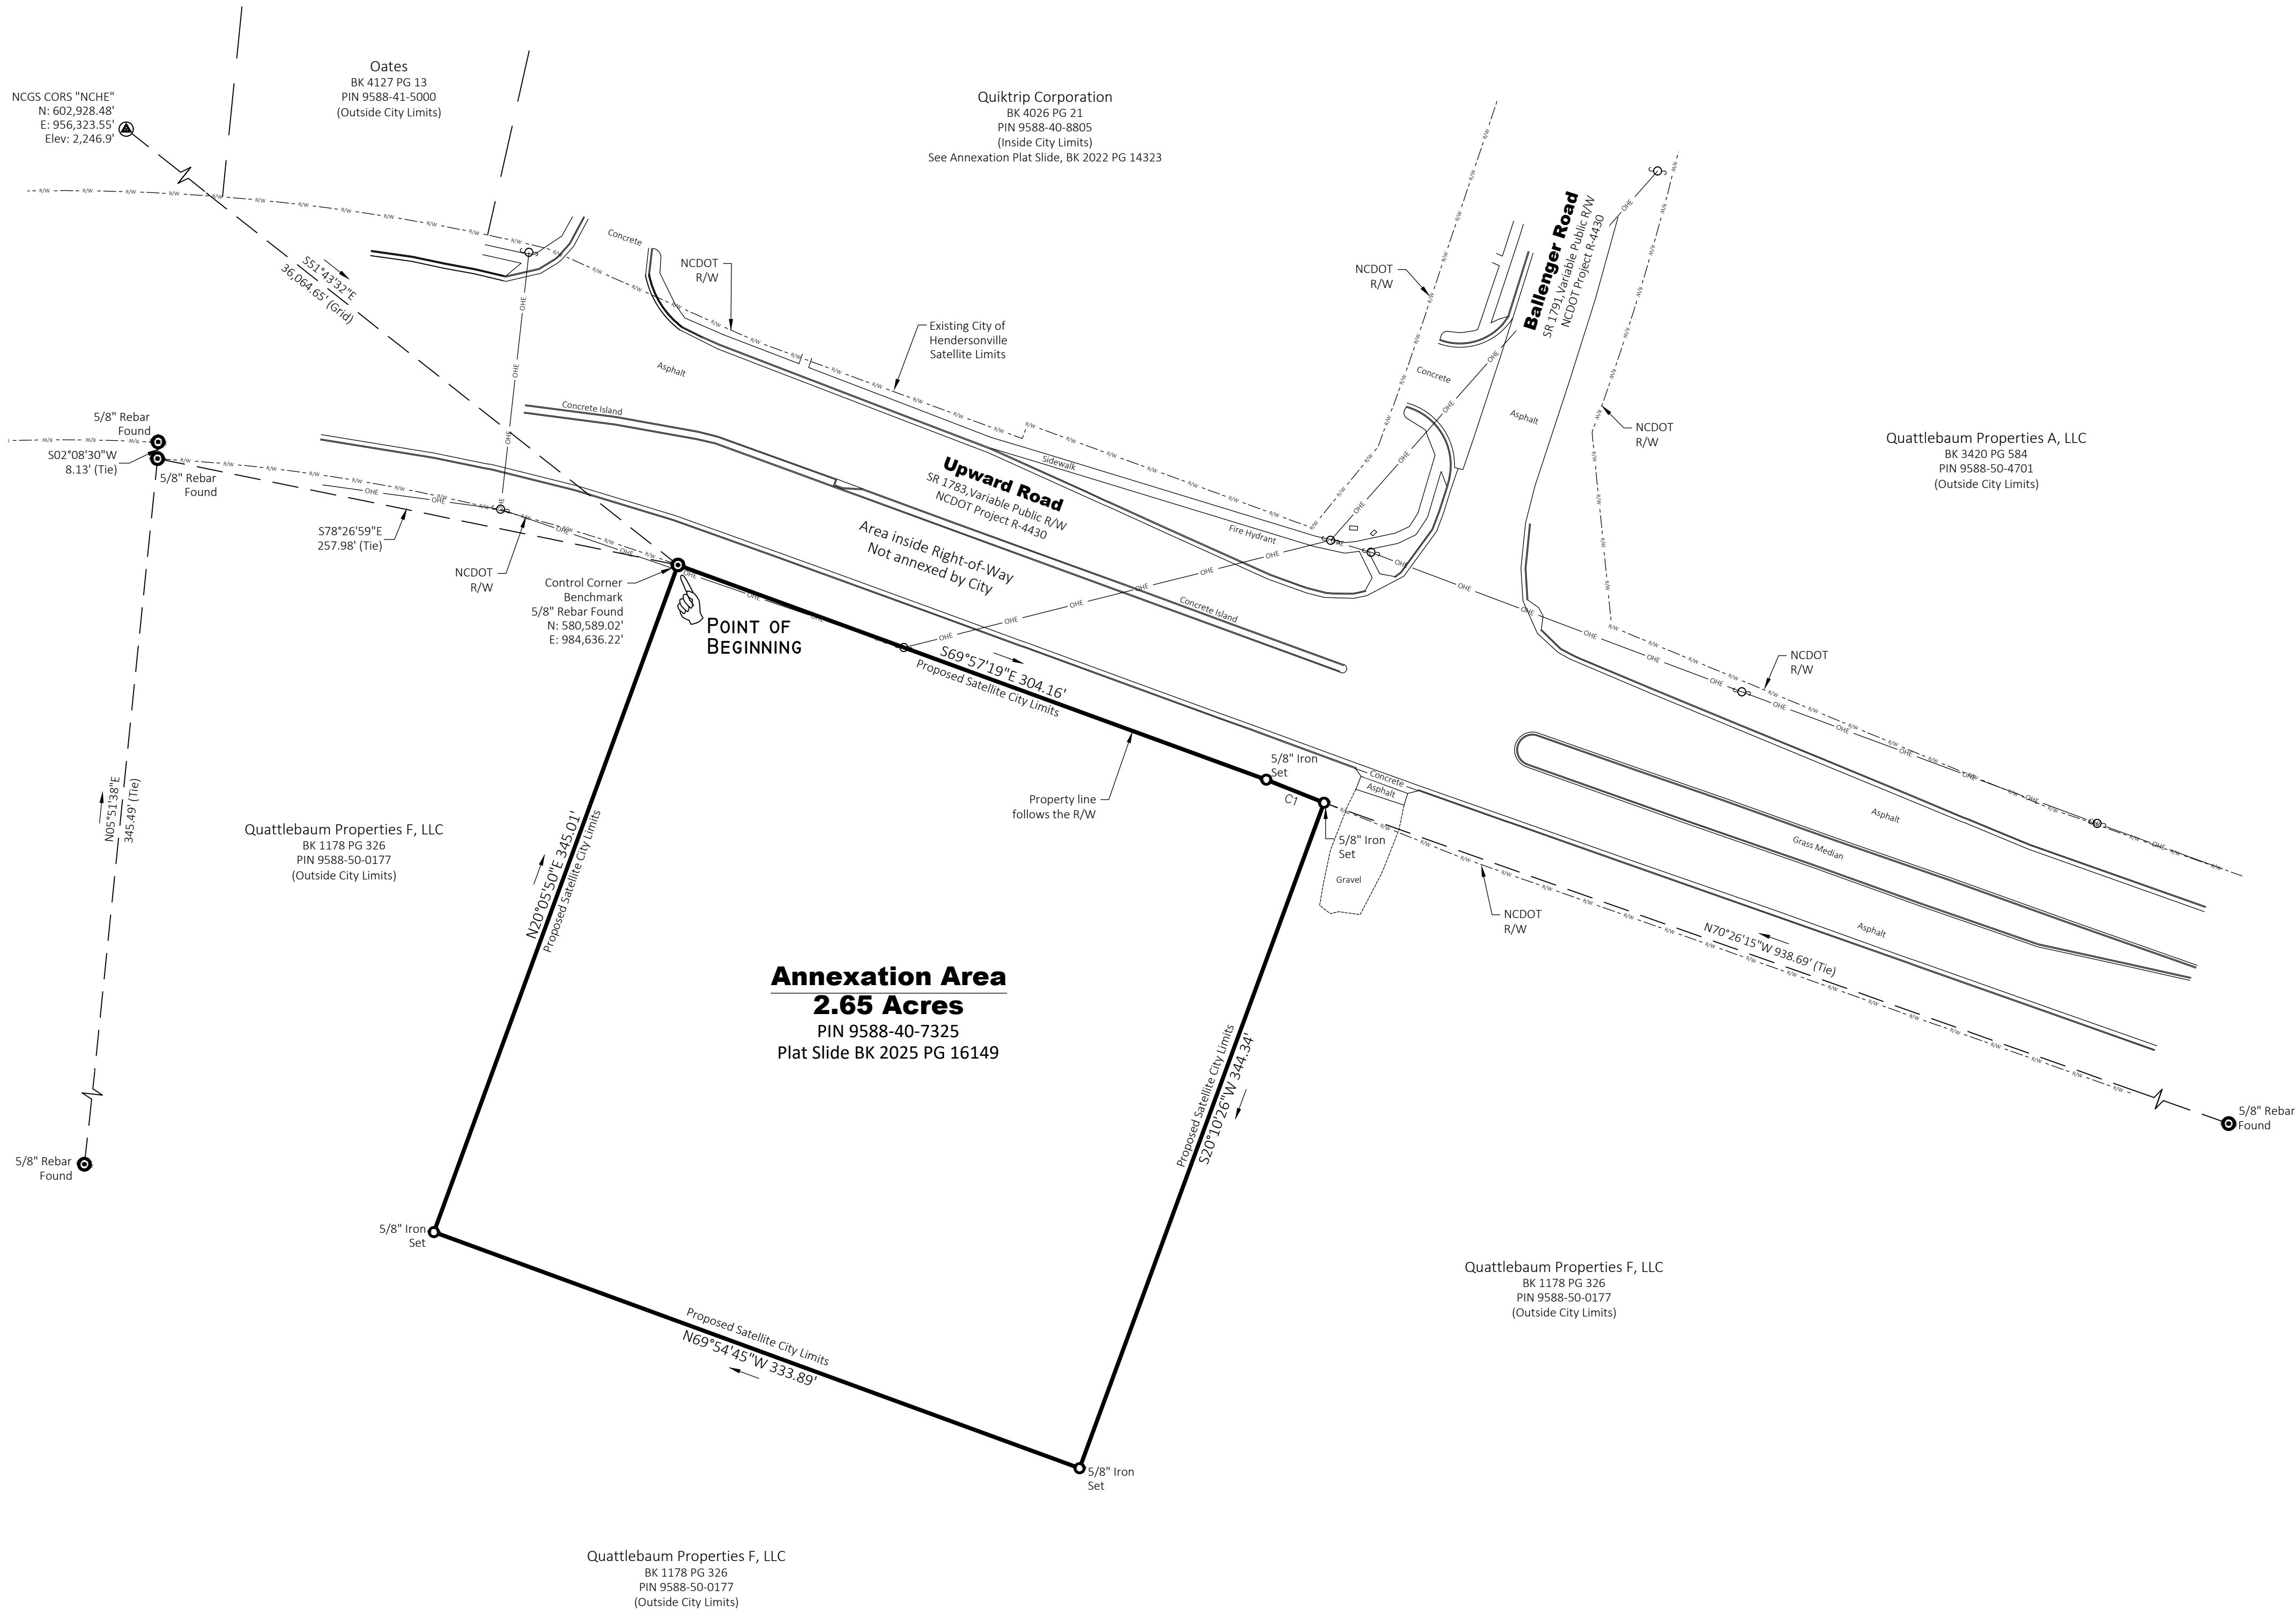 Oates
BK 4127 PG 13
PIN 9588-41-5000
(Outside City Limits)
NCGS CORS "NCHE"
N: 602,928.48'
E: 956,323.55'
Elev: 2,246.9'
Quiktrip Corporation
BK 4026 PG 21
PIN 9588-40-8805
(Inside City Limits)
See Annexation Plat Slide, BK 2022 PG 14323
S51°43'32"E
36,064.65' (Grid)
Concrete
NCDOT
R/W
NCDOT
R/W
Ballenger Road
SR 1791, Variable Public R/W
NCDOT Project R-4430
Existing City of
Hendersonville
Satellite Limits
Asphalt
Concrete
Asphalt
NCDOT
R/W
Concrete Island
5/8" Rebar
Found
S02°08'30"W
8.13' (Tie)
5/8" Rebar
Found
Quattlebaum Properties A, LLC
BK 3420 PG 584
PIN 9588-50-4701
(Outside City Limits)
Sidewalk
Upward Road
SR 1783, Variable Public R/W
NCDOT Project R-4430
Fire Hydrant
Area inside Right-of-Way
Not annexed by City
S78°26'59"E
257.98' (Tie)
NCDOT
R/W
Control Corner
Benchmark
5/8" Rebar Found
N: 580,589.02'
E: 984,636.22'
POINT OF
BEGINNING
Concrete Island
OHE
R/W
S69°57'19"E 304.16'
Proposed Satellite City Limits
NCDOT
R/W
5/8" Iron
Set
C1
Concrete
Asphalt
Property line
follows the R/W
5/8" Iron
Set
Gravel
Asphalt
Grass Median
N05°51'38"E
345.49' (Tie)
Quattlebaum Properties F, LLC
BK 1178 PG 326
PIN 9588-50-0177
(Outside City Limits)
N20°05'50"E 345.01'
Proposed Satellite City Limits
NCDOT
R/W
Asphalt
N70°26'15"W 938.69' (Tie)
Annexation Area
2.65 Acres
PIN 9588-40-7325
Plat Slide BK 2025 PG 16149
Proposed Satellite City Limits
S20°10'26"W 344.34'
5/8" Rebar
Found
5/8" Rebar
Found
5/8" Iron
Set
Quattlebaum Properties F, LLC
BK 1178 PG 326
PIN 9588-50-0177
(Outside City Limits)
Proposed Satellite City Limits
N69°54'45"W 333.89'
5/8" Iron
Set
Quattlebaum Properties F, LLC
BK 1178 PG 326
PIN 9588-50-0177
(Outside City Limits)